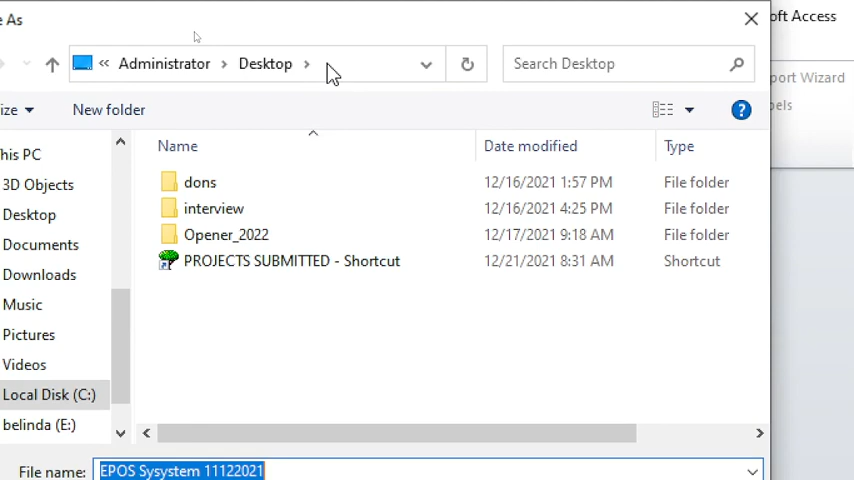 e As
oft Access
« Administrator > Desktop >
Search Desktop
port Wizard
ize
New folder
?
bels
Name
Date modified
Type
his PC
3D Objects
Desktop
Documents
Downloads
Music
Pictures
Videos
Local Disk (C:)
belinda (E:)
dons 12/16/2021 1:57 PM File folder
interview 12/16/2021 4:25 PM File folder
Opener_2022 12/17/2021 9:18 AM File folder
PROJECTS SUBMITTED - Shortcut 12/21/2021 8:31 AM Shortcut
File name: EPOS Sysystem 11122021